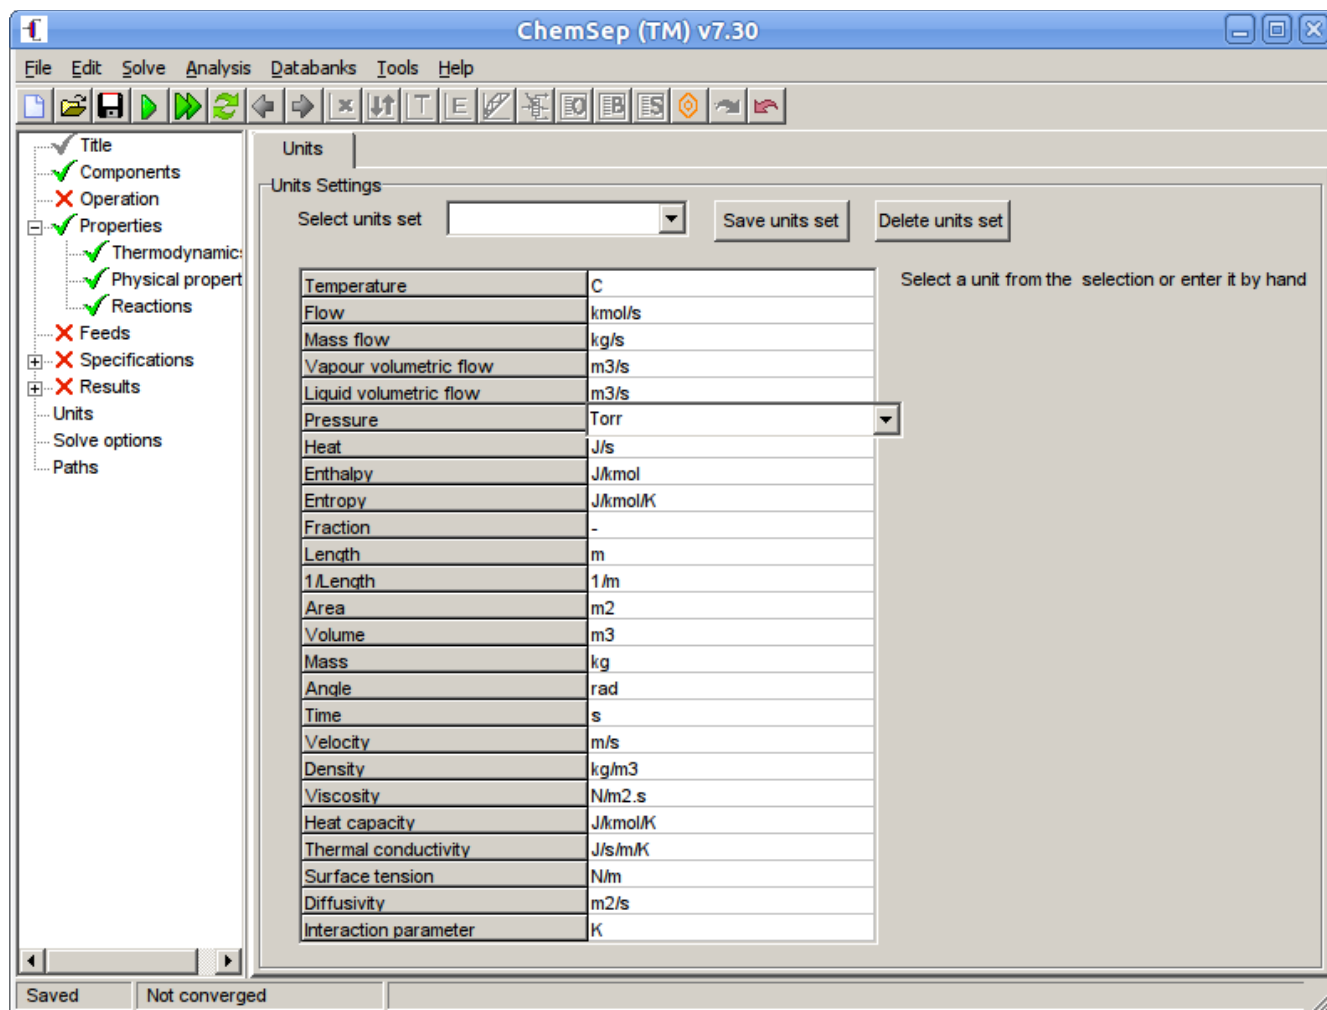 ChemSep (TM) v7.30
File Edit Solve Analysis Databanks Tools Help
Title
Components
Operation
Properties
Thermodynamic
Physical propert
Reactions
Feeds
Specifications
Results
Units
Solve options
Paths
Units
Units Settings
Select units set
Save units set
Delete units set
Select a unit from the selection or enter it by hand
Temperature C
Flow kmol/s
Mass flow kg/s
Vapour volumetric flow m3/s
Liquid volumetric flow m3/s
Pressure Torr
Heat J/s
Enthalpy J/kmol
Entropy J/kmol/K
Fraction -
Length m
1/Length 1/m
Area m2
Volume m3
Mass kg
Angle rad
Time s
Velocity m/s
Density kg/m3
Viscosity N/m2.s
Heat capacity J/kmol/K
Thermal conductivity J/s/m/K
Surface tension N/m
Diffusivity m2/s
Interaction parameter K
Saved Not converged